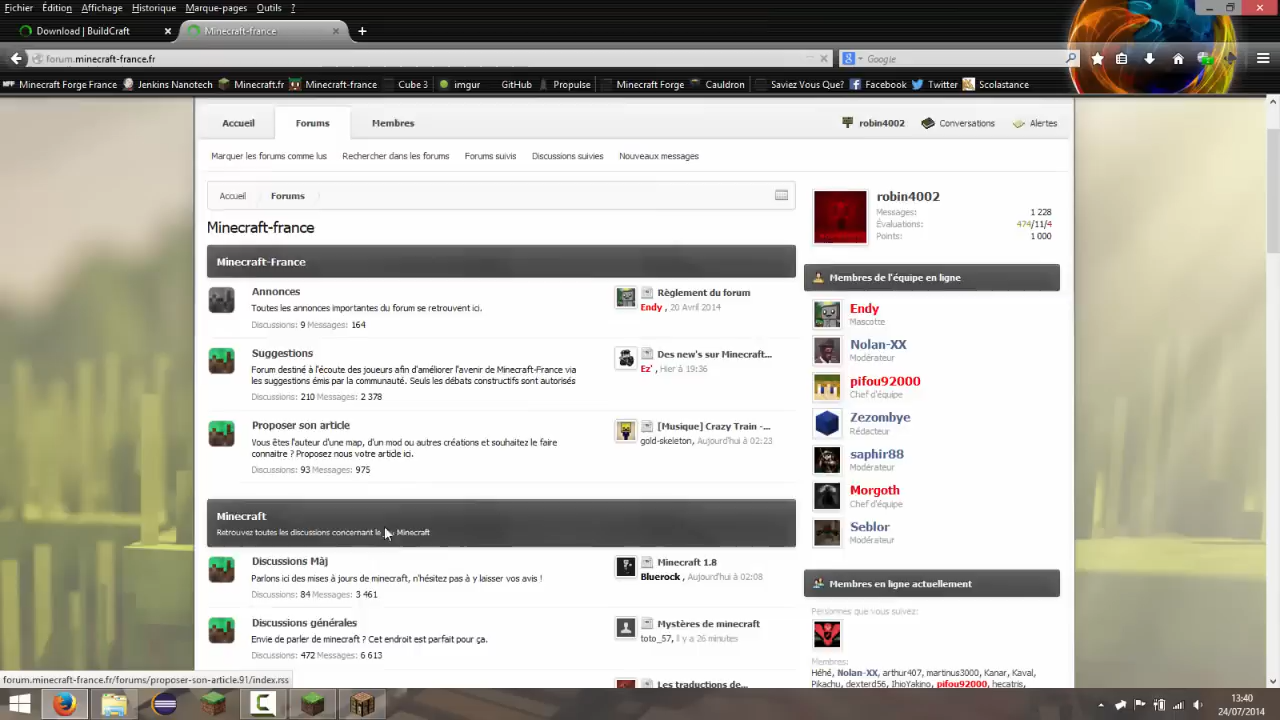 Fichier Édition Affichage Historique Marque-pages Outils ?
Download | BuildCraft × Minecraft-france × +
forum.minecraft-france.fr
Google
Minecraft Forge France Jenkins Nanotech Minecraft.fr Minecraft-france Cube 3 imgur GitHub Propulse Minecraft Forge Cauldron Saviez Vous Que? Facebook Twitter Scolastance
Accueil Forums Membres robin4002 Conversations Alertes
Marquer les forums comme lus Rechercher dans les forums Forums suivis Discussions suivies Nouveaux messages
Accueil Forums
Minecraft-france
Minecraft-France
Annonces
Toutes les annonces importantes du forum se retrouvent ici.
Discussions: 9 Messages: 164
Règlement du forum
Endy , 20 Avril 2014
Suggestions
Forum destiné à l'écoute des joueurs afin d'améliorer l'avenir de Minecraft-France via
les suggestions émis par la communauté. Seuls les débats constructifs sont autorisés
Discussions: 210 Messages: 2 378
Des new's sur Minecraft...
Ez' , Hier à 19:36
Proposer son article
Vous êtes l'auteur d'une map, d'un mod ou autres créations et souhaitez le faire
connaitre ? Proposez nous votre article ici.
Discussions: 93 Messages: 975
[Musique] Crazy Train -...
gold-skeleton, Aujourd'hui à 02:23
Minecraft
Retrouvez toutes les discussions concernant le Minecraft
Discussions Màj
Parlons ici des mises à jours de minecraft, n'hésitez pas à y laisser vos avis !
Discussions: 84 Messages: 3 461
Minecraft 1.8
Bluerock , Aujourd'hui à 02:08
Discussions générales
Envie de parler de minecraft ? Cet endroit est parfait pour ça.
Discussions: 472 Messages: 6 613
Mystères de minecraft
toto_57, Il y a 26 minutes
Les traductions de...
robin4002
Messages: 1 228
Évaluations: 474/11/4
Points: 1 000
Membres de l'équipe en ligne
Endy
Mascotte
Nolan-XX
Modérateur
pifou92000
Chef d'équipe
Zezombye
Rédacteur
saphir88
Modérateur
Morgoth
Chef d'équipe
Seblor
Modérateur
Membres en ligne actuellement
Personnes que vous suivez:
Membres:
Héhé, Nolan-XX, arthur407, martinus3000, Kanar, Kaval,
Pikachu, dexterd56, IhioYakino, pifou92000, hecatris,
forum.minecraft-france.fr/forums/proposer-son-article.91/index.rss
13:40
24/07/2014